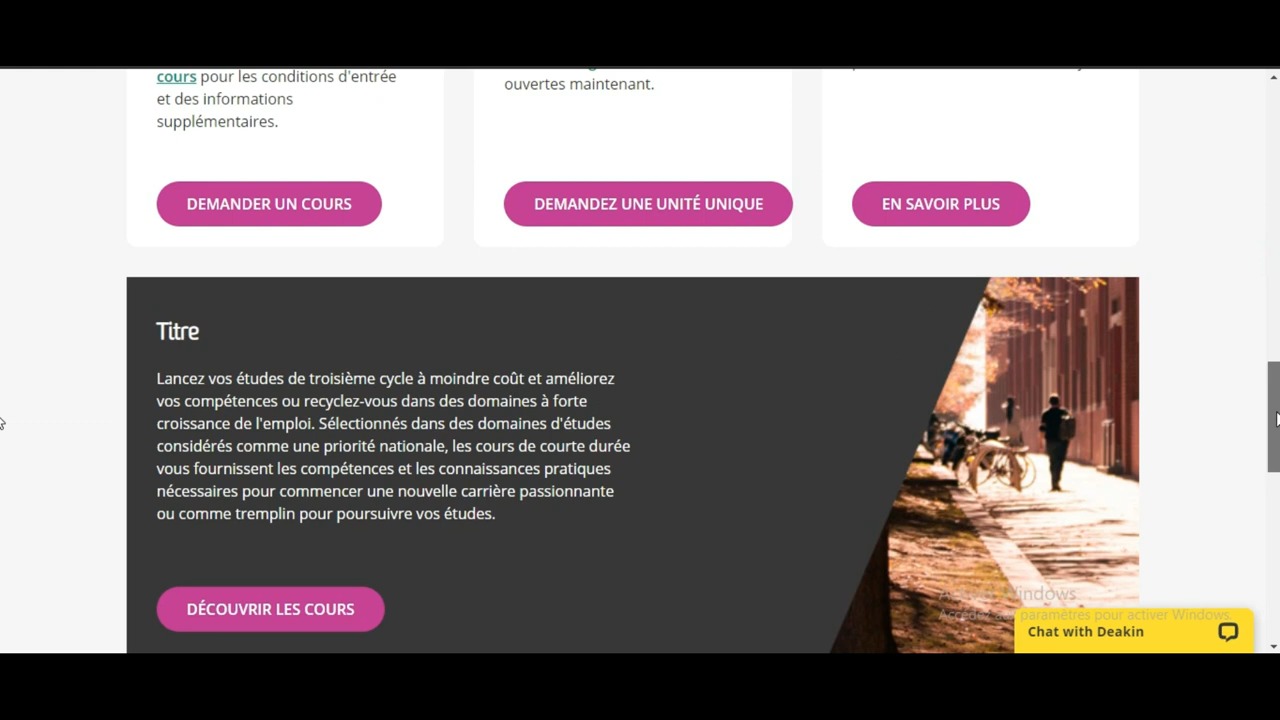 cours pour les conditions d'entrée
et des informations
supplémentaires.
ouvertes maintenant.
DEMANDER UN COURS
DEMANDEZ UNE UNITÉ UNIQUE
EN SAVOIR PLUS
Titre
Lancez vos études de troisième cycle à moindre coût et améliorez
vos compétences ou recyclez-vous dans des domaines à forte
croissance de l'emploi. Sélectionnés dans des domaines d'études
considérés comme une priorité nationale, les cours de courte durée
vous fournissent les compétences et les connaissances pratiques
nécessaires pour commencer une nouvelle carrière passionnante
ou comme tremplin pour poursuivre vos études.
DÉCOUVRIR LES COURS
Windows
paramètres pour activer Windows.
Chat with Deakin